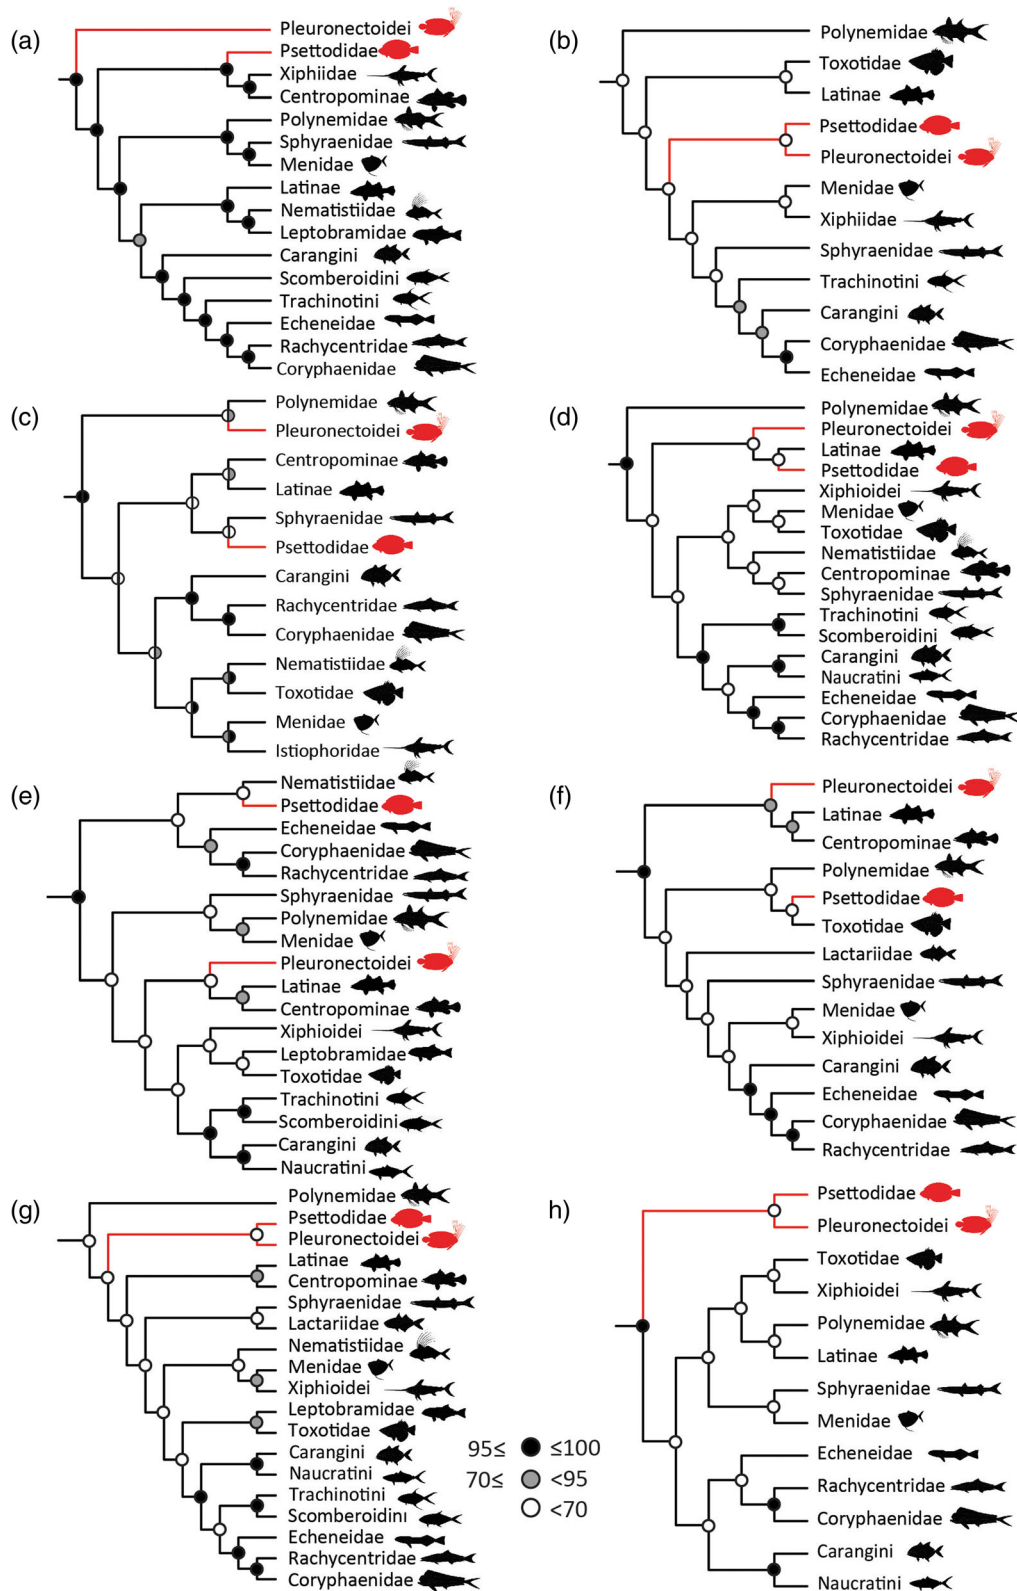 (a)
Pleuronectoidei
Psettodidae
Xiphiidae
Centropominae
Polynemidae
Sphyraenidae
Menidae
Latinae
Nematistiidae
Leptobramidae
Carangini
Scomberoidini
Trachinotini
Echeneidae
Rachycentridae
Coryphaenidae
(b)
Polynemidae
Toxotidae
Latinae
Psettodidae
Pleuronectoidei
Menidae
Xiphiidae
Sphyraenidae
Trachinotini
Carangini
Coryphaenidae
Echeneidae
(c)
Polynemidae
Pleuronectoidei
Centropominae
Latinae
Sphyraenidae
Psettodidae
Carangini
Rachycentridae
Coryphaenidae
Nematistiidae
Toxotidae
Menidae
Istiophoridae
(d)
Polynemidae
Pleuronectoidei
Latinae
Psettodidae
Xiphioidei
Menidae
Toxotidae
Nematistiidae
Centropominae
Sphyraenidae
Trachinotini
Scomberoidini
Carangini
Naucratini
Echeneidae
Coryphaenidae
Rachycentridae
(e)
Nematistiidae
Psettodidae
Echeneidae
Coryphaenidae
Rachycentridae
Sphyraenidae
Polynemidae
Menidae
Pleuronectoidei
Latinae
Centropominae
Xiphioidei
Leptobramidae
Toxotidae
Trachinotini
Scomberoidini
Carangini
Naucratini
(f)
Pleuronectoidei
Latinae
Centropominae
Polynemidae
Psettodidae
Toxotidae
Lactariidae
Sphyraenidae
Menidae
Xiphioidei
Carangini
Echeneidae
Coryphaenidae
Rachycentridae
(g)
Polynemidae
Psettodidae
Pleuronectoidei
Latinae
Centropominae
Sphyraenidae
Lactariidae
Nematistiidae
Menidae
Xiphioidei
Leptobramidae
Toxotidae
Carangini
Naucratini
Trachinotini
Scomberoidini
Echeneidae
Rachycentridae
Coryphaenidae
95≤ ≤100
70≤ <95
<70
h)
Psettodidae
Pleuronectoidei
Toxotidae
Xiphioidei
Polynemidae
Latinae
Sphyraenidae
Menidae
Echeneidae
Rachycentridae
Coryphaenidae
Carangini
Naucratini